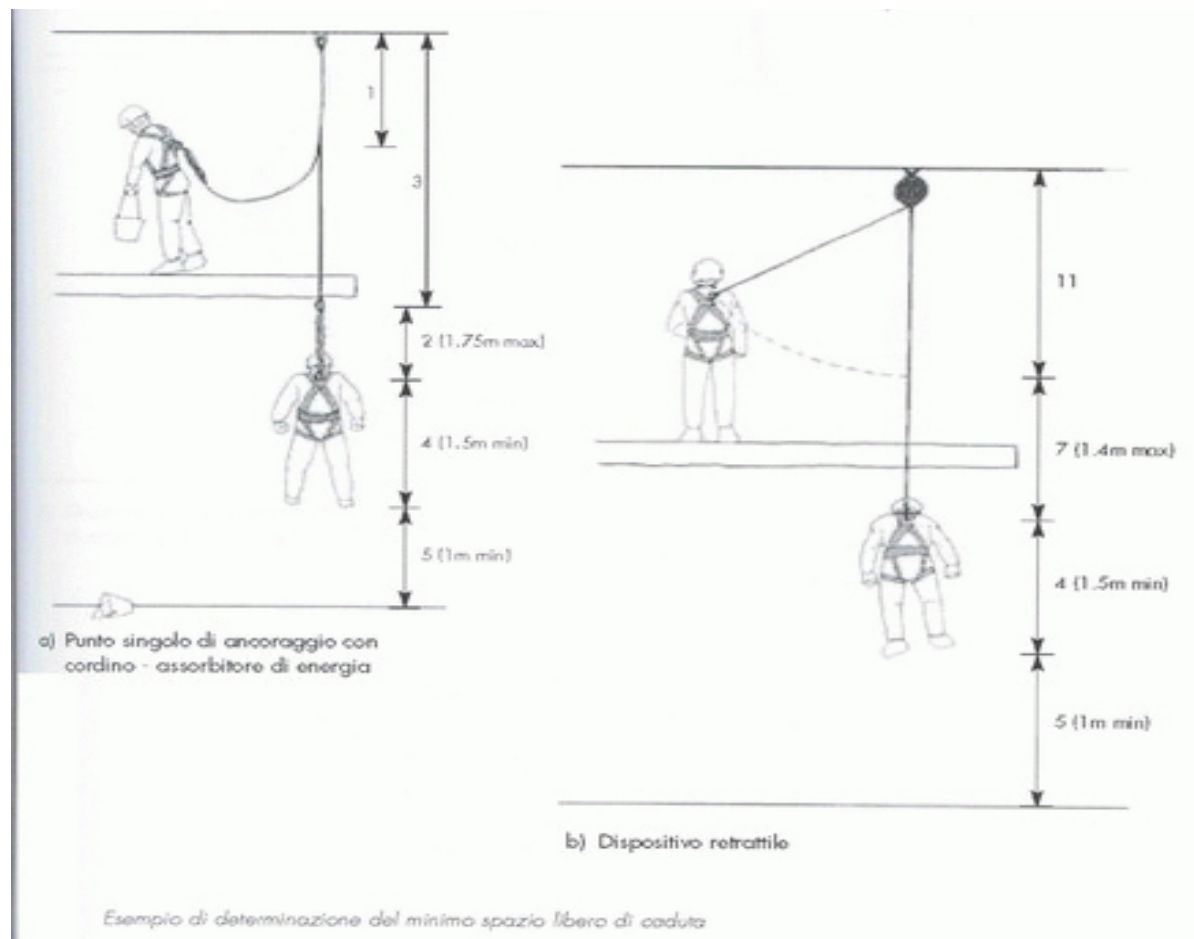 1
3
2 (1.75m max)
4 (1.5m min)
5 (1m min)
a) Punto singolo di ancoraggio con
cordino - assorbitore di energia
11
7 (1.4m max)
4 (1.5m min)
5 (1m min)
b) Dispositivo retrattile
Esempio di determinazione del minimo spazio libero di caduta